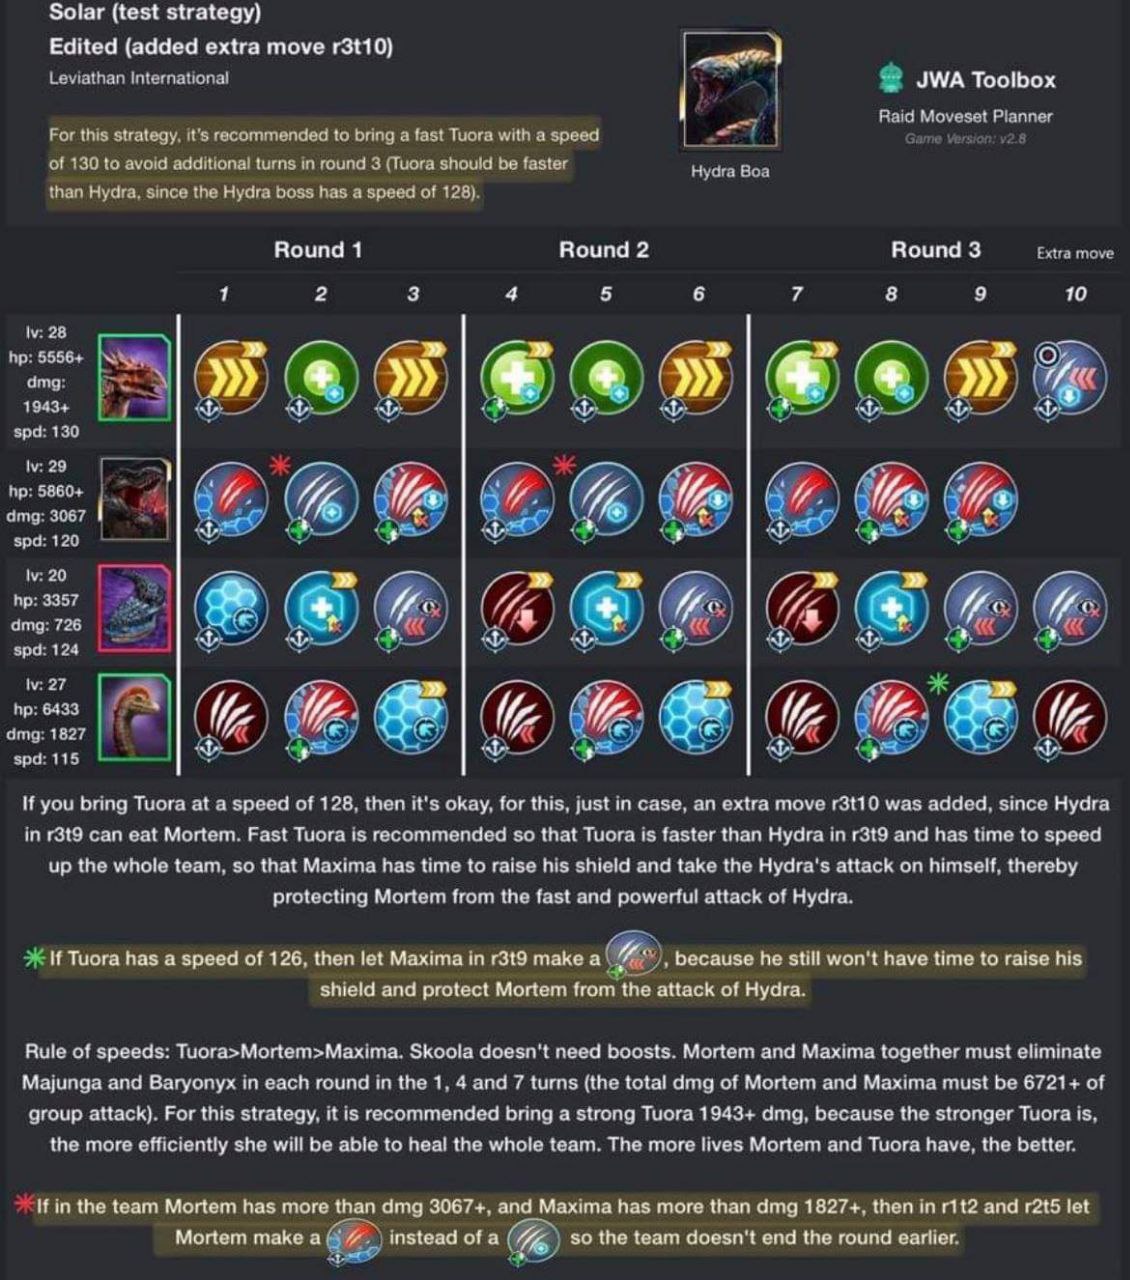 Solar (test strategy)
Edited (added extra move r3t10)
Leviathan International
For this strategy, it's recommended to bring a fast Tuora with a speed
of 130 to avoid additional turns in round 3 (Tuora should be faster
than Hydra, since the Hydra boss has a speed of 128).
Hydra Boa
JWA Toolbox
Raid Moveset Planner
Game Version: v2.8
Round 1
Round 2
Round 3
Extra move
1 2 3 4 5 6 7 8 9 10
lv: 28
hp: 5556+
dmg:
1943+
spd: 130
lv: 29
hp: 5860+
dmg: 3067
spd: 120
lv: 20
hp: 3357
dmg: 726
spd: 124
lv: 27
hp: 6433
dmg: 1827
spd: 115
If you bring Tuora at a speed of 128, then it's okay, for this, just in case, an extra move r3t10 was added, since Hydra
in r3t9 can eat Mortem. Fast Tuora is recommended so that Tuora is faster than Hydra in r3t9 and has time to speed
up the whole team, so that Maxima has time to raise his shield and take the Hydra's attack on himself, thereby
protecting Mortem from the fast and powerful attack of Hydra.
If Tuora has a speed of 126, then let Maxima in r3t9 make a , because he still won't have time to raise his
shield and protect Mortem from the attack of Hydra.
Rule of speeds: Tuora>Mortem>Maxima. Skoola doesn't need boosts. Mortem and Maxima together must eliminate
Majunga and Baryonyx in each round in the 1, 4 and 7 turns (the total dmg of Mortem and Maxima must be 6721+ of
group attack). For this strategy, it is recommended bring a strong Tuora 1943+ dmg, because the stronger Tuora is,
the more efficiently she will be able to heal the whole team. The more lives Mortem and Tuora have, the better.
If in the team Mortem has more than dmg 3067+, and Maxima has more than dmg 1827+, then in r1t2 and r2t5 let
Mortem make a instead of a so the team doesn't end the round earlier.